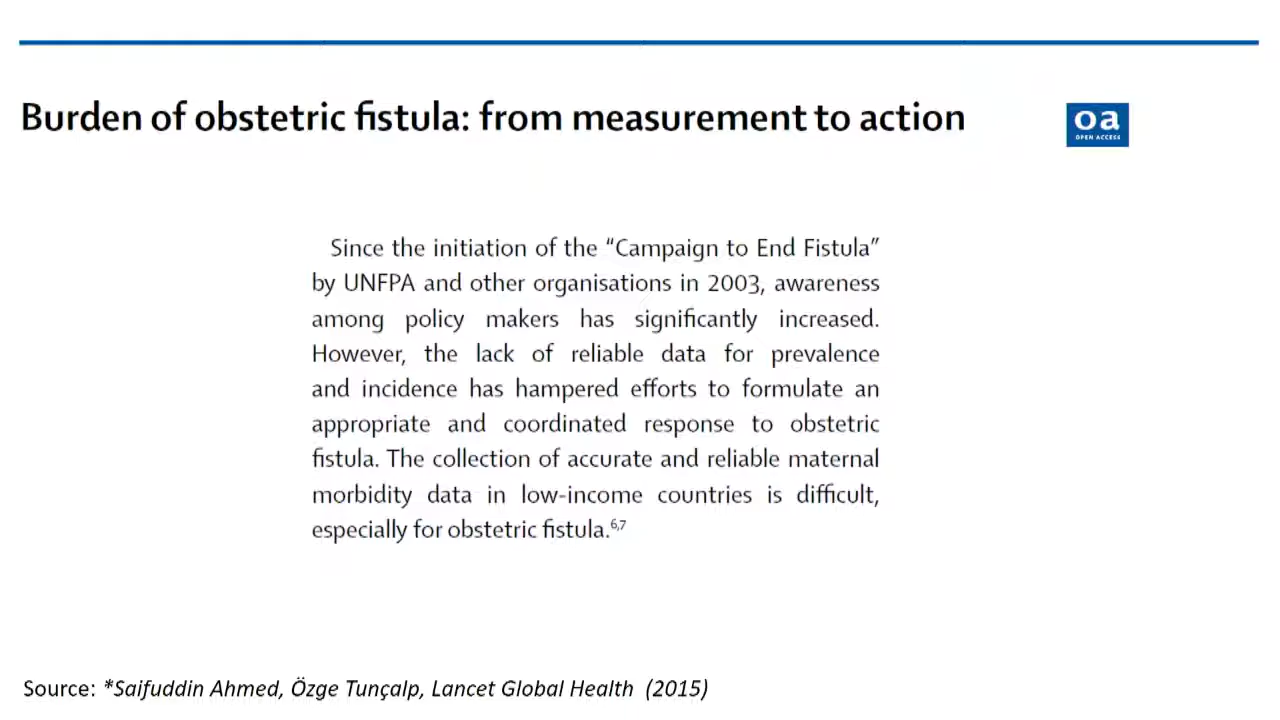 Burden of obstetric fistula: from measurement to action
oa
OPEN ACCESS
Since the initiation of the “Campaign to End Fistula”
by UNFPA and other organisations in 2003, awareness
among policy makers has significantly increased.
However, the lack of reliable data for prevalence
and incidence has hampered efforts to formulate an
appropriate and coordinated response to obstetric
fistula. The collection of accurate and reliable maternal
morbidity data in low-income countries is difficult,
especially for obstetric fistula.6,7
Source: *Saifuddin Ahmed, Özge Tunçalp, Lancet Global Health (2015)